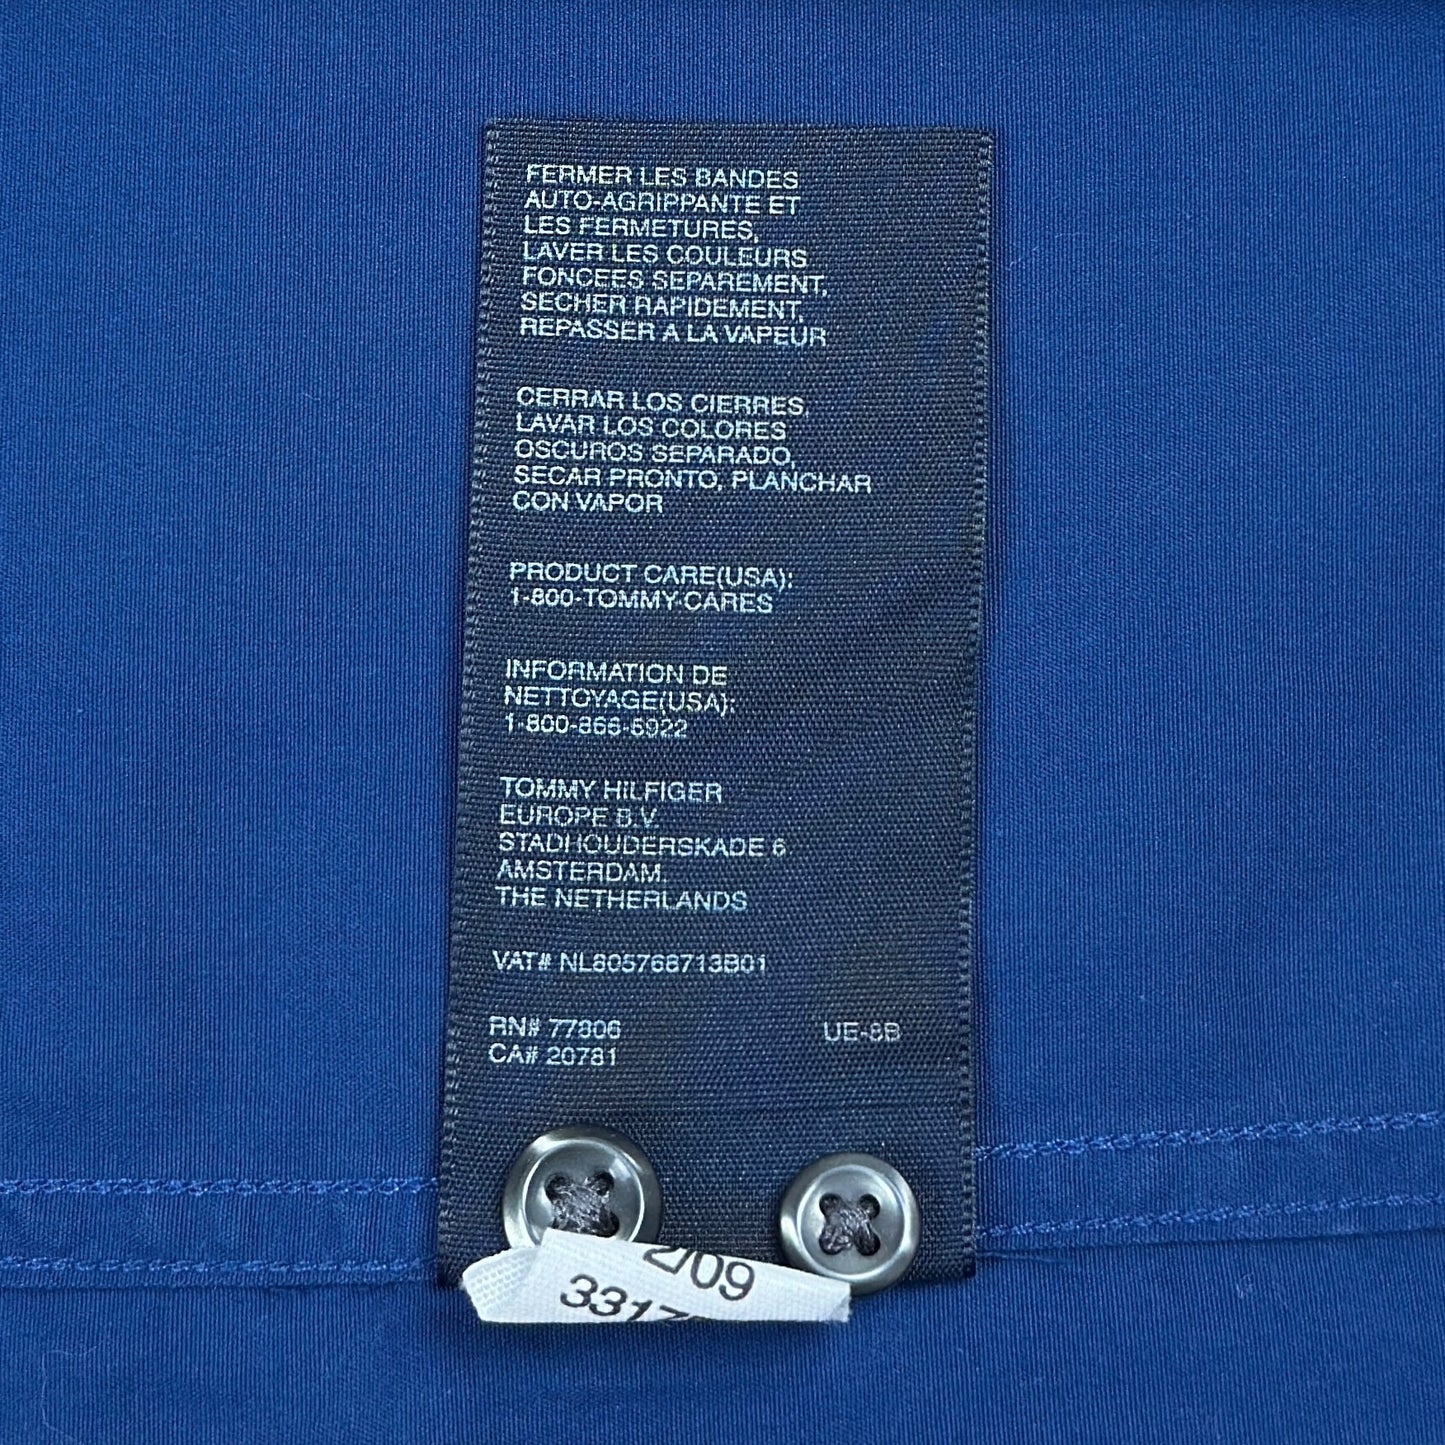 FERMER LES BANDES
AUTO-AGRIPPANTE ET
LES FERMETURES,
LAVER LES COULEURS
FONCEES SEPAREMENT,
SECHER RAPIDEMENT,
REPASSER A LA VAPEUR
CERRAR LOS CIERRES,
LAVAR LOS COLORES
OSCUROS SEPARADO,
SECAR PRONTO, PLANCHAR
CON VAPOR
PRODUCT CARE(USA):
1-800-TOMMY-CARES
INFORMATION DE
NETTOYAGE(USA):
1-800-866-6922
TOMMY HILFIGER
EUROPE B.V.
STADHOUDERSKADE 6
AMSTERDAM.
THE NETHERLANDS
VAT# NL805768713B01
RN# 77806 UE-8B
CA# 20781
2/09